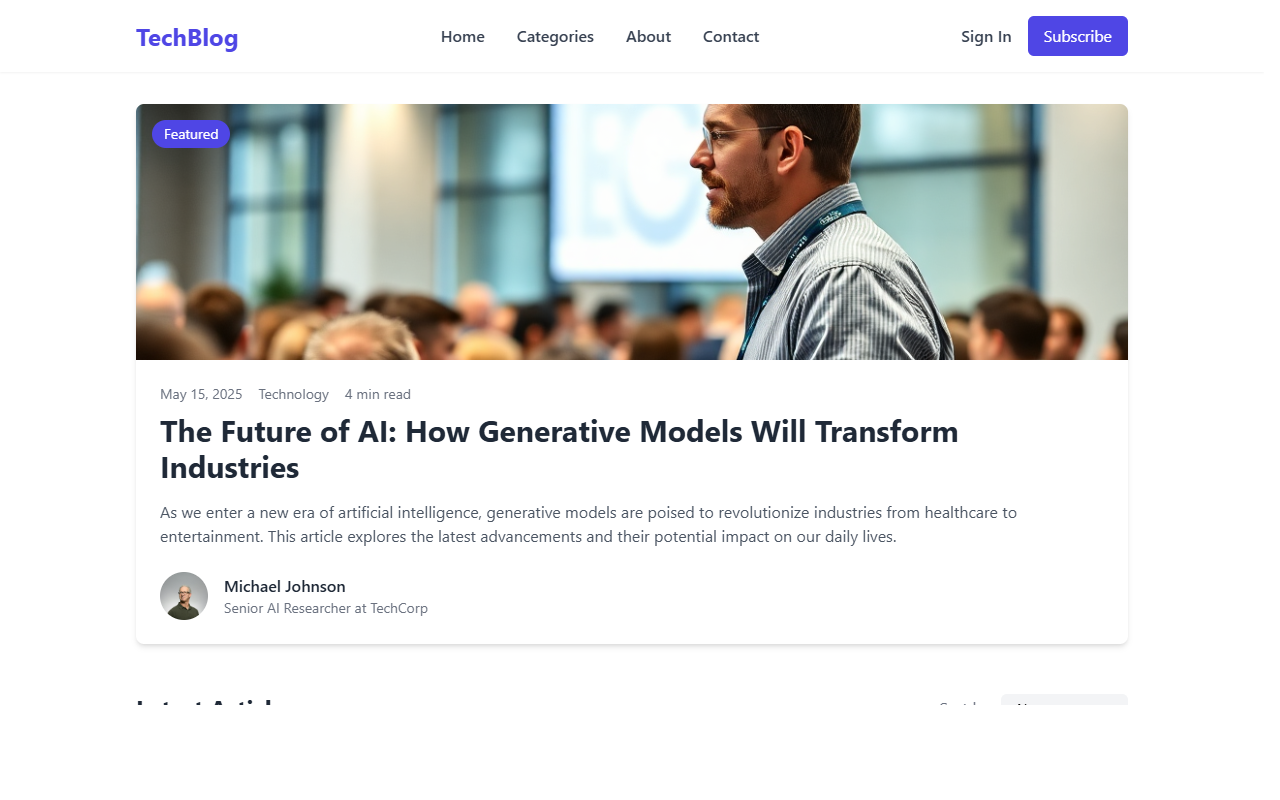 TechBlog
Home Categories About Contact
Sign In Subscribe
Featured
May 15, 2025 Technology 4 min read
The Future of AI: How Generative Models Will Transform
Industries
As we enter a new era of artificial intelligence, generative models are poised to revolutionize industries from healthcare to
entertainment. This article explores the latest advancements and their potential impact on our daily lives.
Michael Johnson
Senior AI Researcher at TechCorp